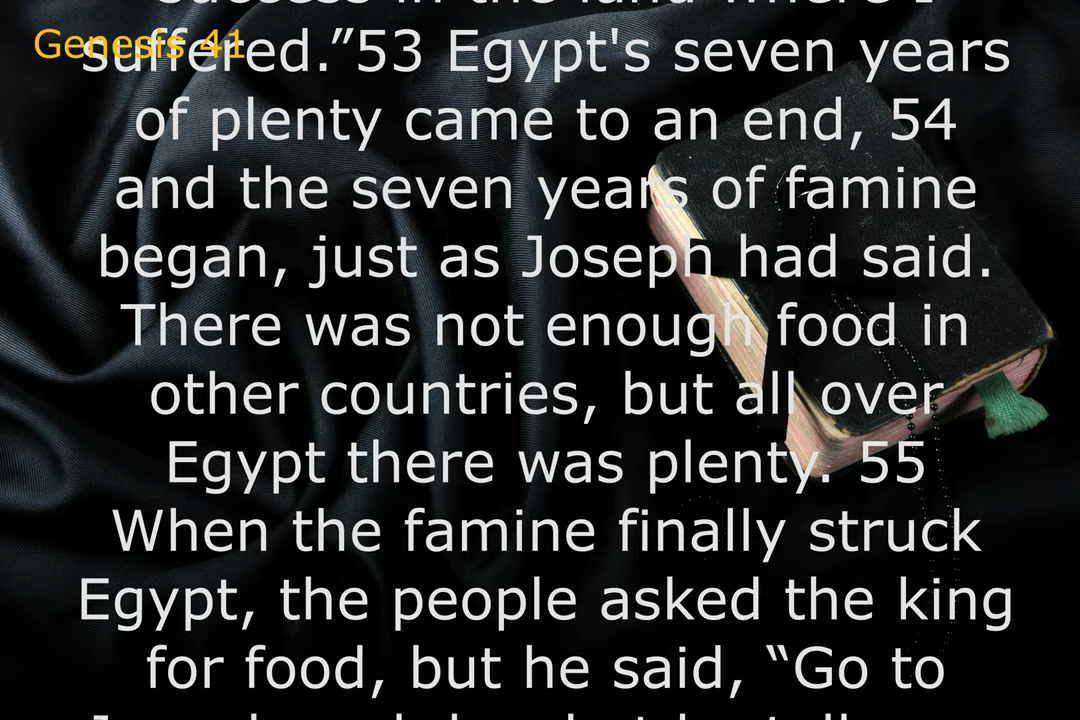 Genesis 41
suffered.”53 Egypt's seven years
of plenty came to an end, 54
and the seven years of famine
began, just as Joseph had said.
There was not enough food in
other countries, but all over
Egypt there was plenty. 55
When the famine finally struck
Egypt, the people asked the king
for food, but he said, “Go to